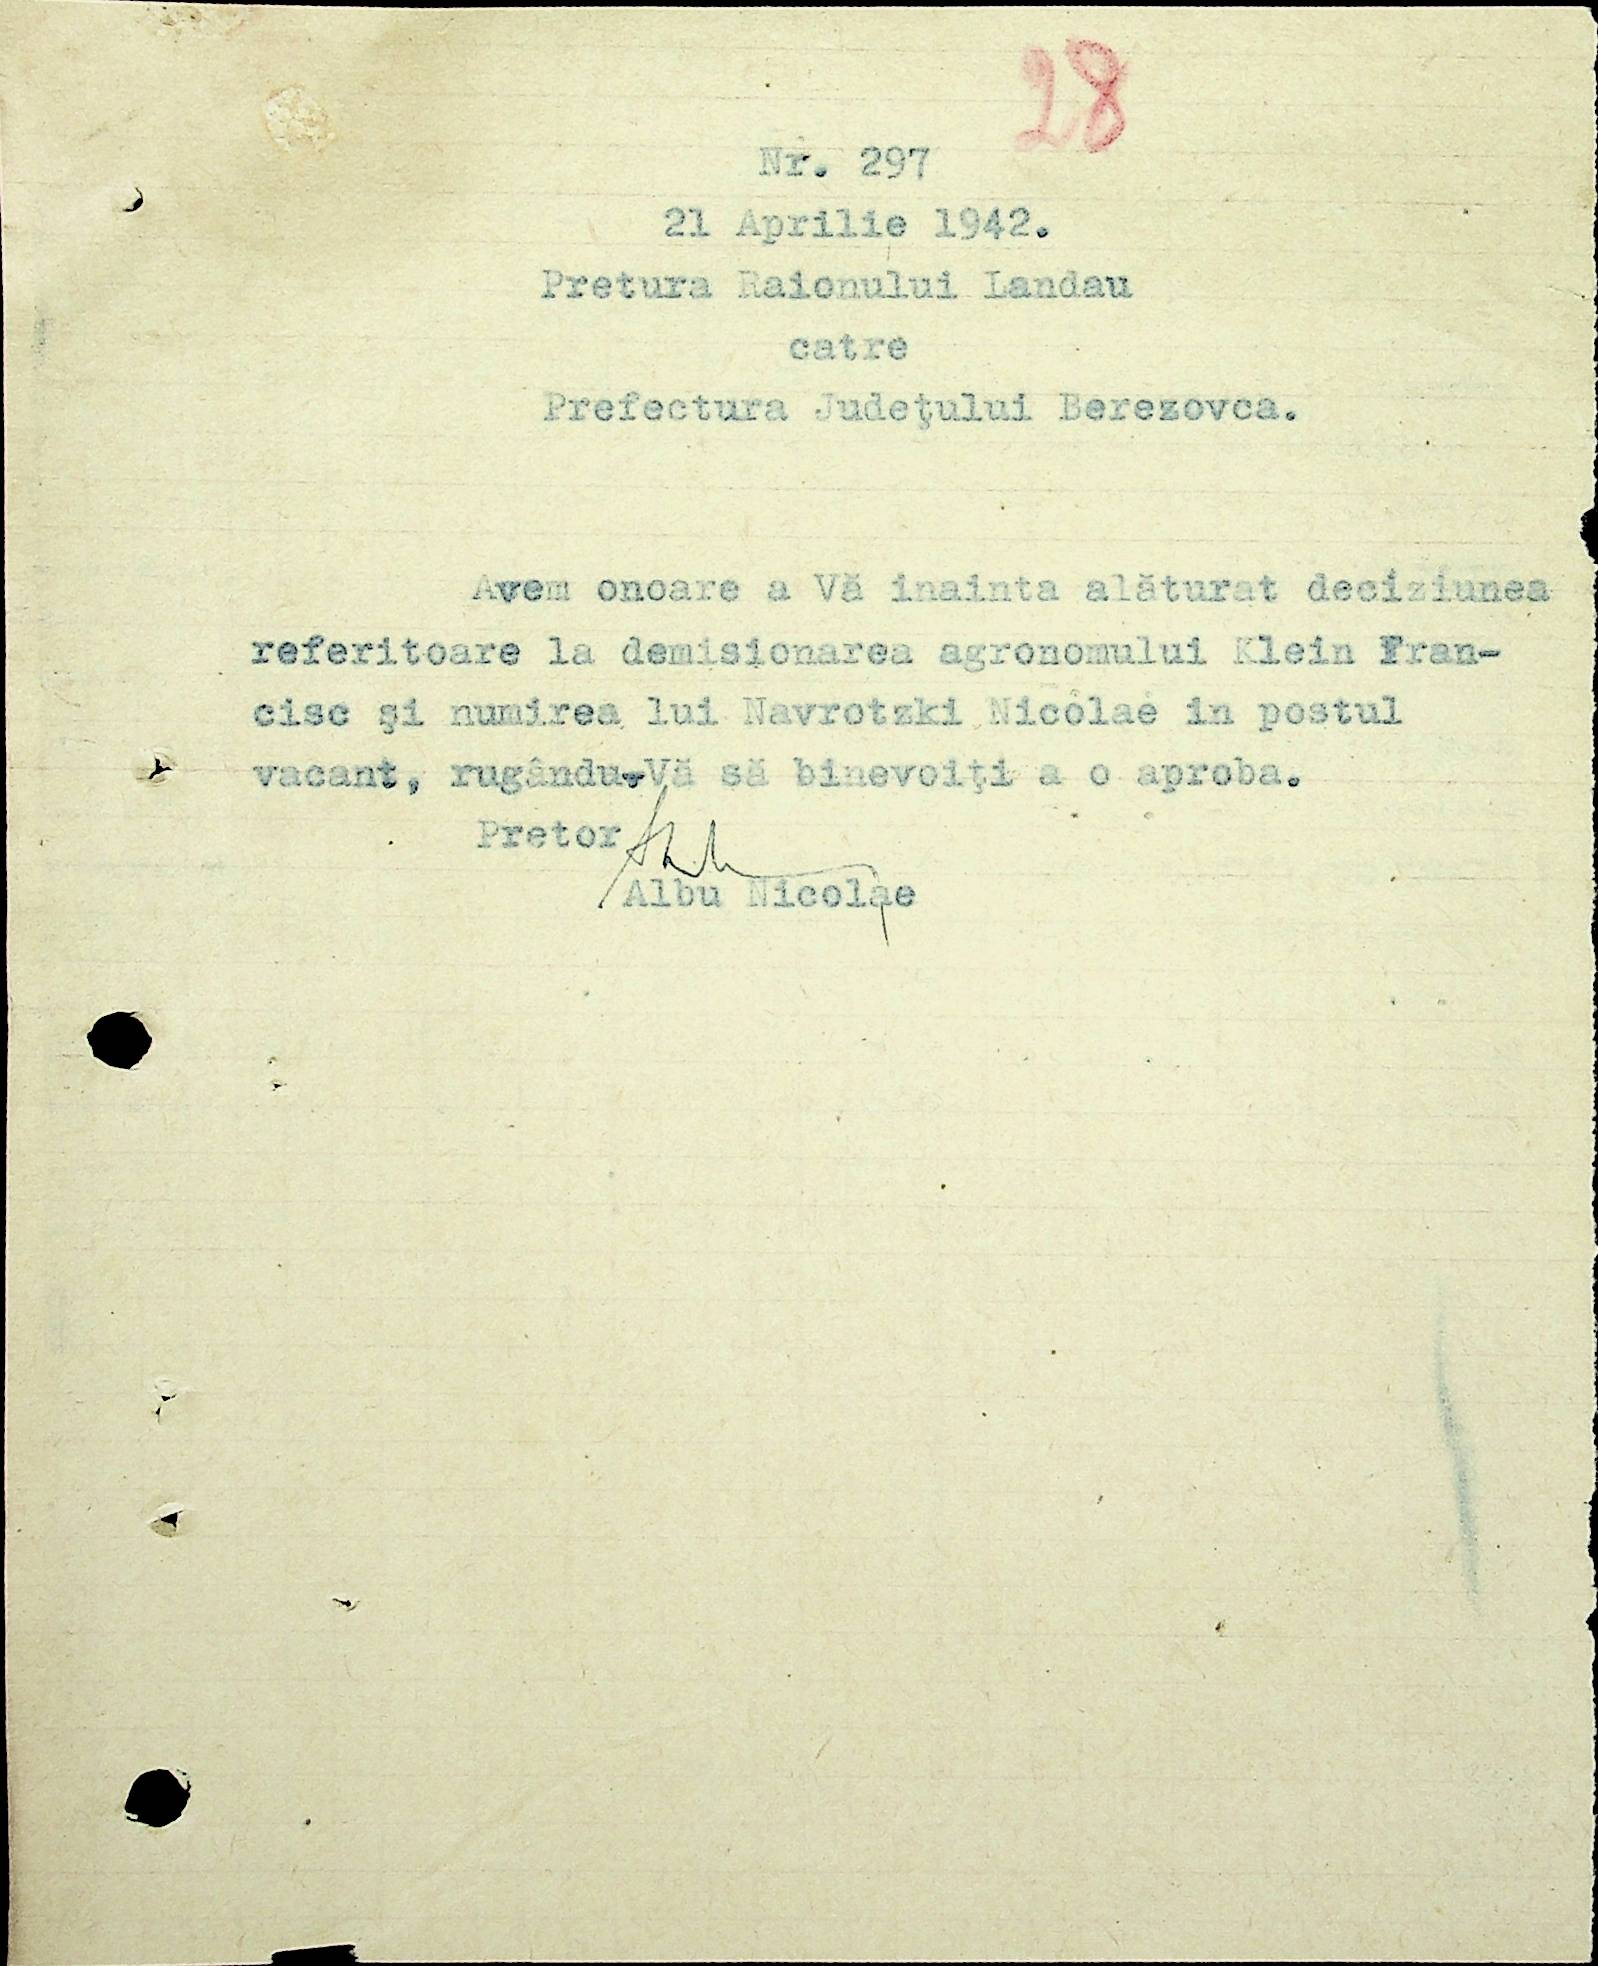 28
Nr. 297
21 Aprilie 1942.
Pretura Raionului Landau
catre
Prefectura Judeţului Berezovca.
Avem onoare a Vă inainta alăturat deciziunea
referitoare la demisionarea agronomului Klein Fran-
cisc şi numirea lui Navrotzki Nicolae in postul
vacant, rugându-Vă să binevoiţi a o aproba.
Pretor
Albu Nicolae